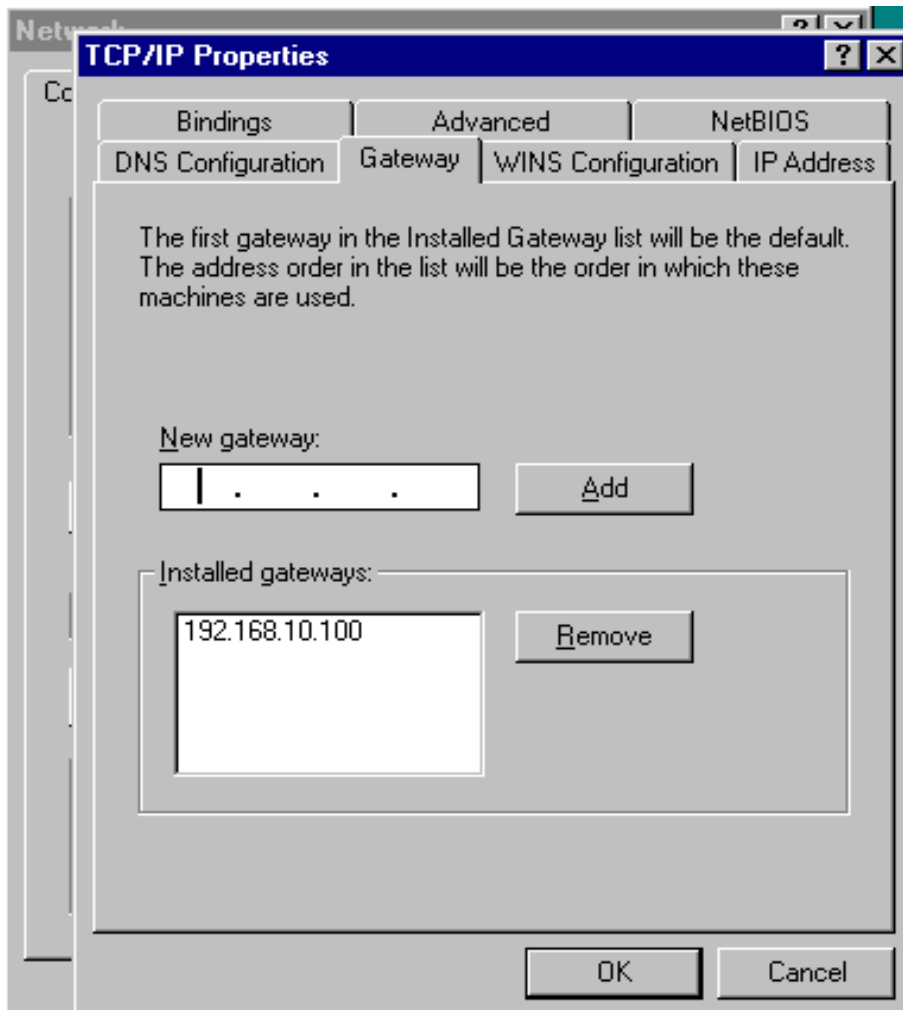 Network
TCP/IP Properties
Bindings
Advanced
NetBIOS
DNS Configuration
Gateway
WINS Configuration
IP Address
The first gateway in the Installed Gateway list will be the default.
The address order in the list will be the order in which these
machines are used.
New gateway:
. . .
Add
Installed gateways:
192.168.10.100
Remove
OK
Cancel